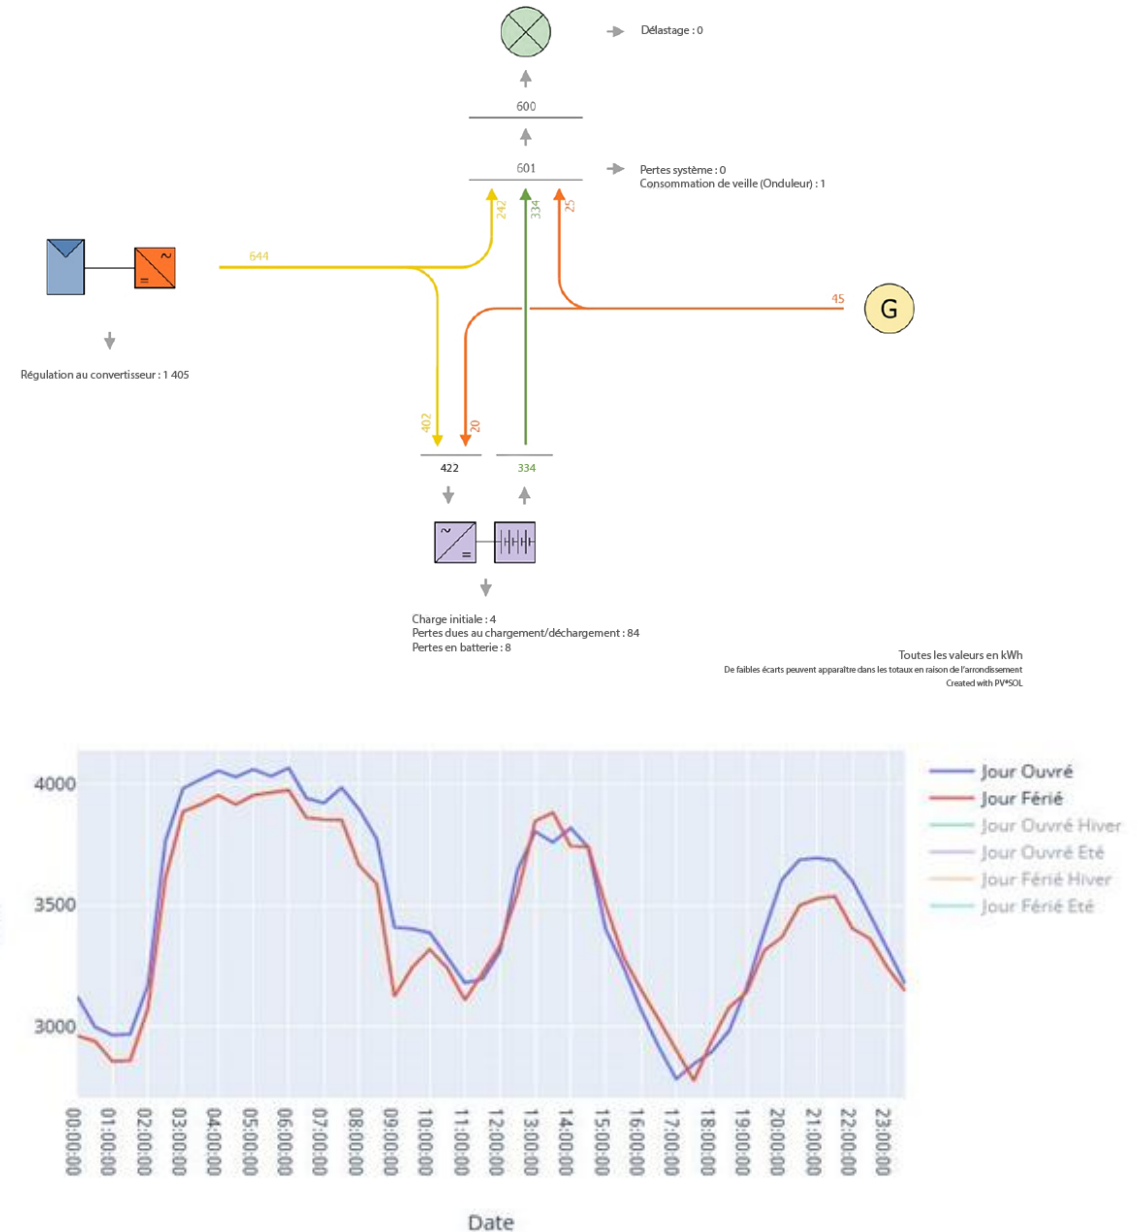 Délastage : 0
600
601
Pertes système : 0
Consommation de veille (Onduleur) : 1
242
334
25
644
45
G
Régulation au convertisseur : 1 405
402
20
422
334
Charge initiale : 4
Pertes dues au chargement/déchargement : 84
Pertes en batterie : 8
Toutes les valeurs en kWh
De faibles écarts peuvent apparaître dans les totaux en raison de l'arrondissement
Created with PV*SOL
4000
3500
3000
Jour Ouvré
Jour Férié
Jour Ouvré Hiver
Jour Ouvré Eté
Jour Férié Hiver
Jour Férié Eté
00:00:00
01:00:00
02:00:00
03:00:00
04:00:00
05:00:00
06:00:00
07:00:00
08:00:00
09:00:00
10:00:00
11:00:00
12:00:00
13:00:00
14:00:00
15:00:00
16:00:00
17:00:00
18:00:00
19:00:00
20:00:00
21:00:00
22:00:00
23:00:00
Date